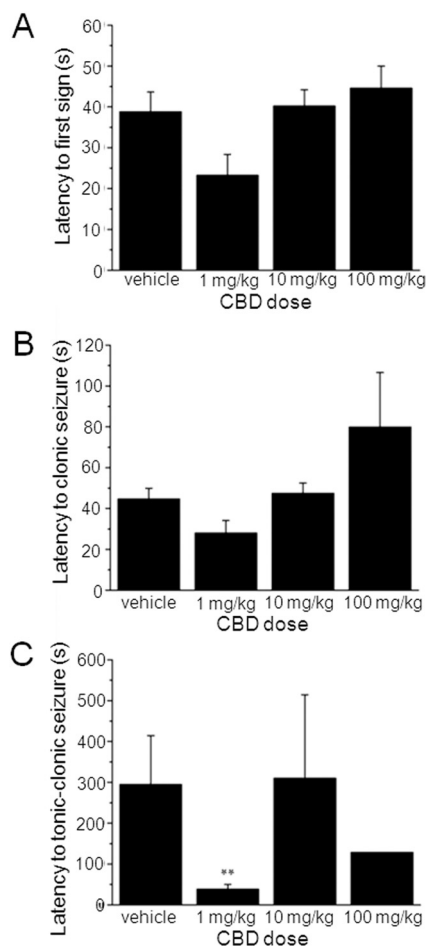 A
Latency to first sign (s)
60
50
40
30
20
10
0
vehicle 1 mg/kg 10 mg/kg 100 mg/kg
CBD dose
B
Latency to clonic seizure (s)
120
100
80
60
40
20
0
vehicle 1 mg/kg 10 mg/kg 100 mg/kg
CBD dose
C
Latency to tonic-clonic seizure (s)
600
500
400
300
200
100
0
**
vehicle 1 mg/kg 10 mg/kg 100 mg/kg
CBD dose